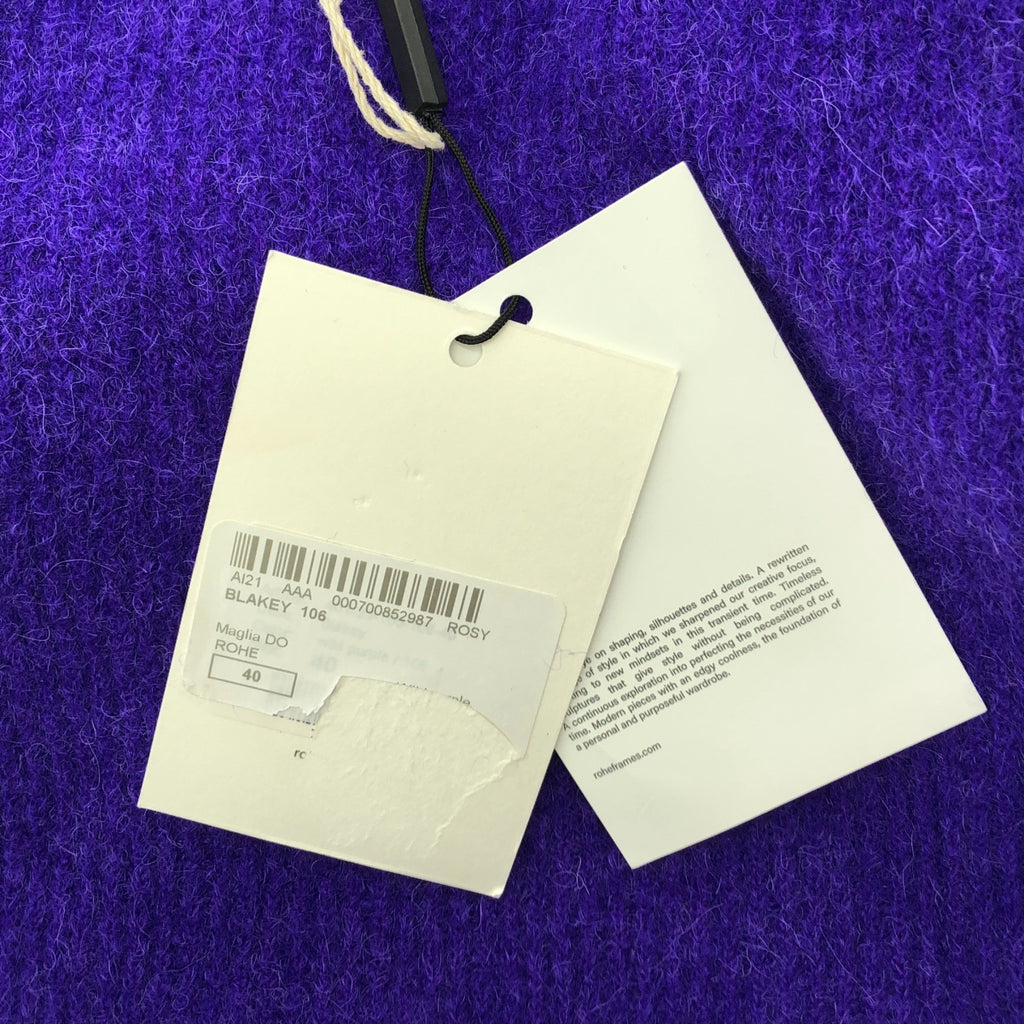 AI21 AAA 000700852987 ROSY
BLAKEY 106
Maglia DO
ROHE
40
on shaping, silhouettes and details. A rewritten
of style in which we sharpened our creative focus,
to new mindsets in this transient time. Timeless
that give style without being complicated.
A continuous exploration into perfecting the necessities of our
time. Modern pieces with an edgy coolness, the foundation of
a personal and purposeful wardrobe.
roheframes.com